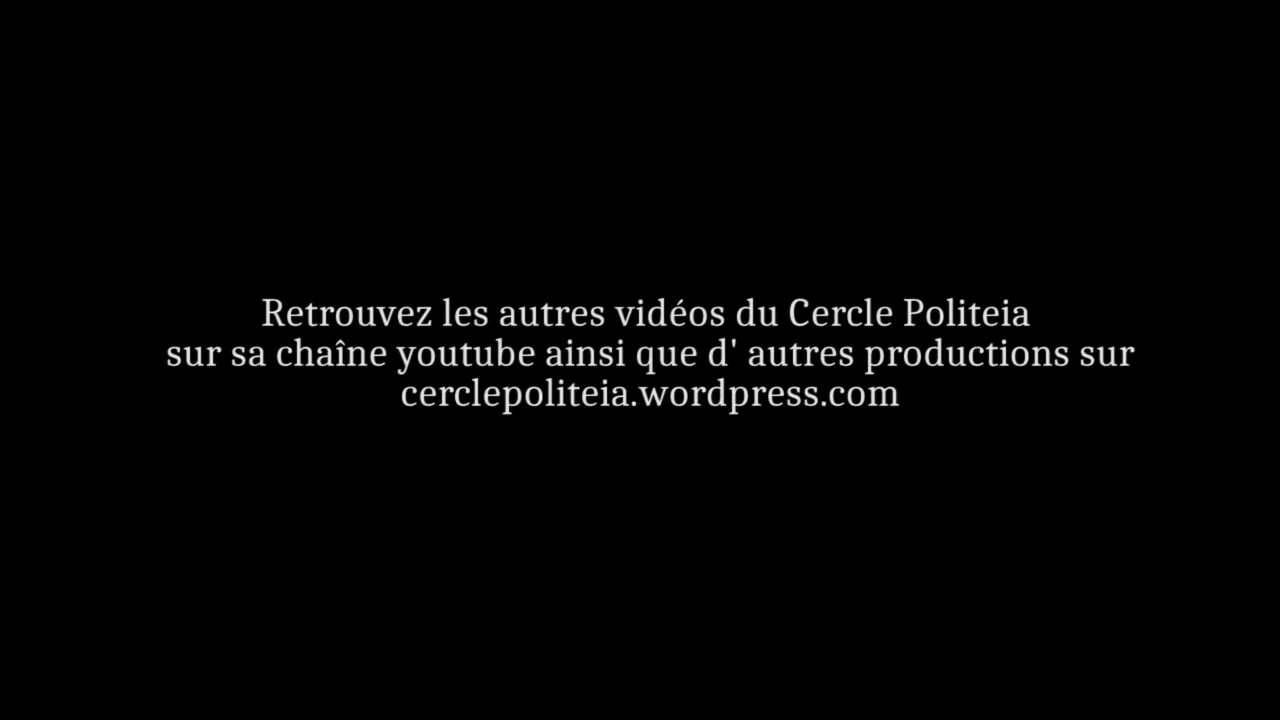 Retrouvez les autres vidéos du Cercle Politeia
sur sa chaîne youtube ainsi que d' autres productions sur
cerclepoliteia.wordpress.com